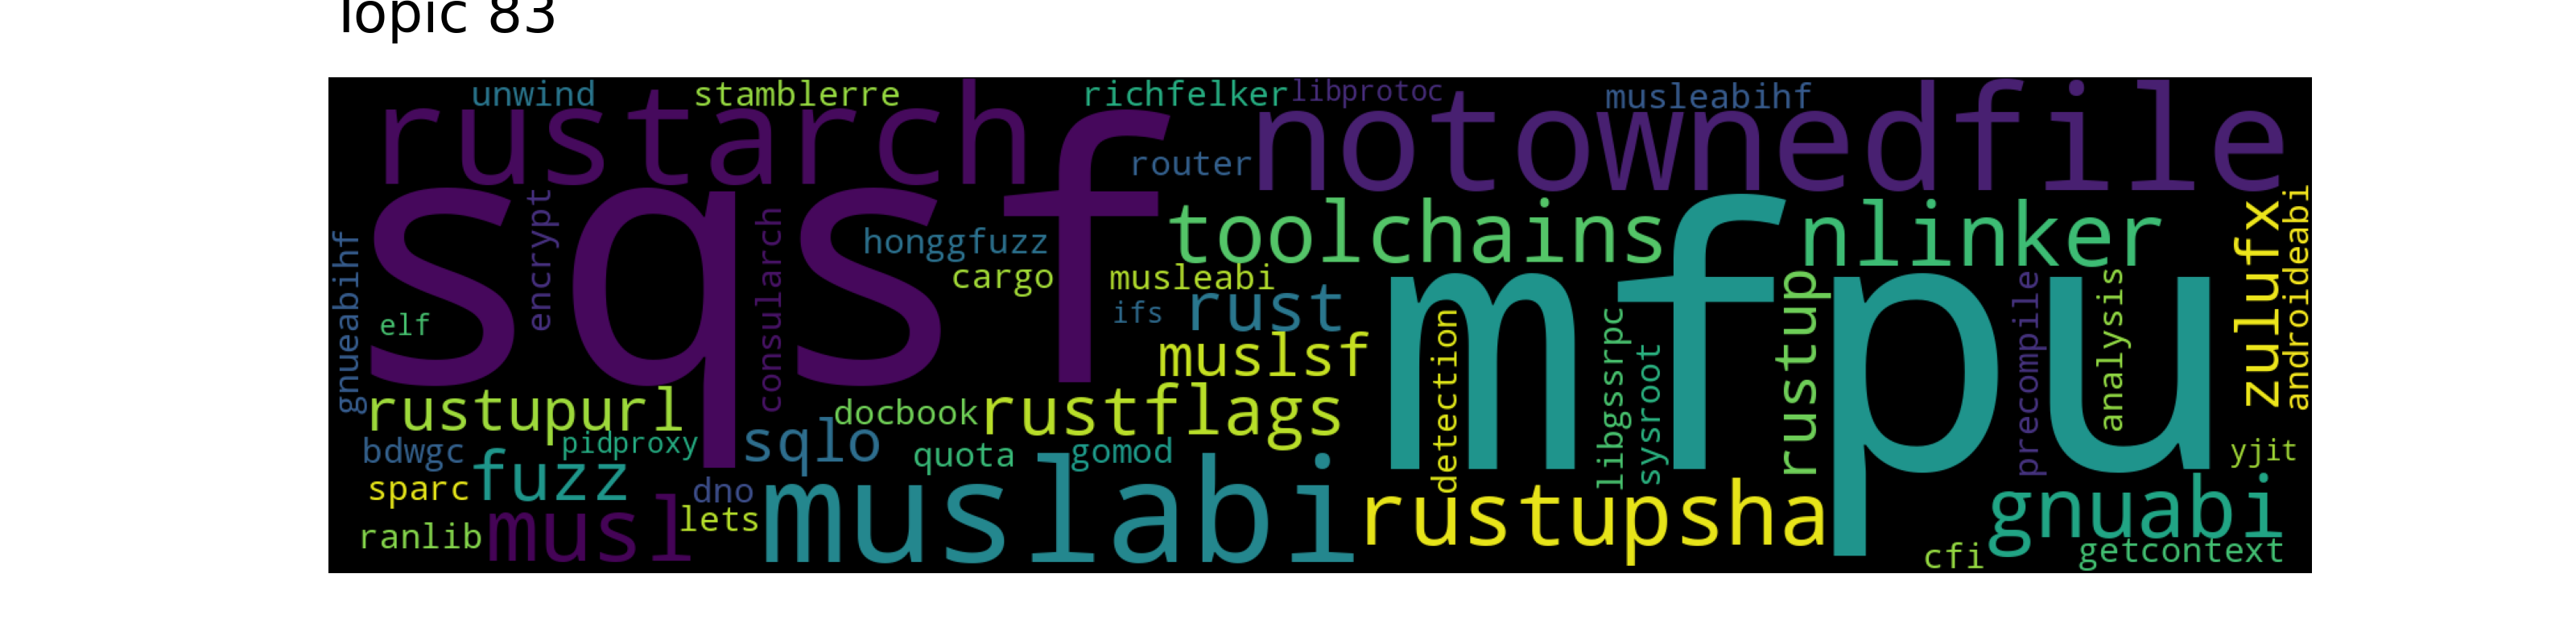 Topic 83
unwind stamblerre richfelker libprotoc musleabihf
rustarch notownedfile
router
sqsf
encrypt
consularch
honggfuzz
toolchains nlinker
zulufx
androideabi
gnueabihf
cargo musleabi
elf
ifs rust
mfpu
muslsf
detection
libgssrpc
sysroot
rustup
precompile
analysis
rustupurl
docbook rustflags
bdwgc pidproxy sqlo quota gomod
yjit
sparc fuzz dno
muslabi
rustupsha
gnuabi
ranlib musl lets
cfi getcontext